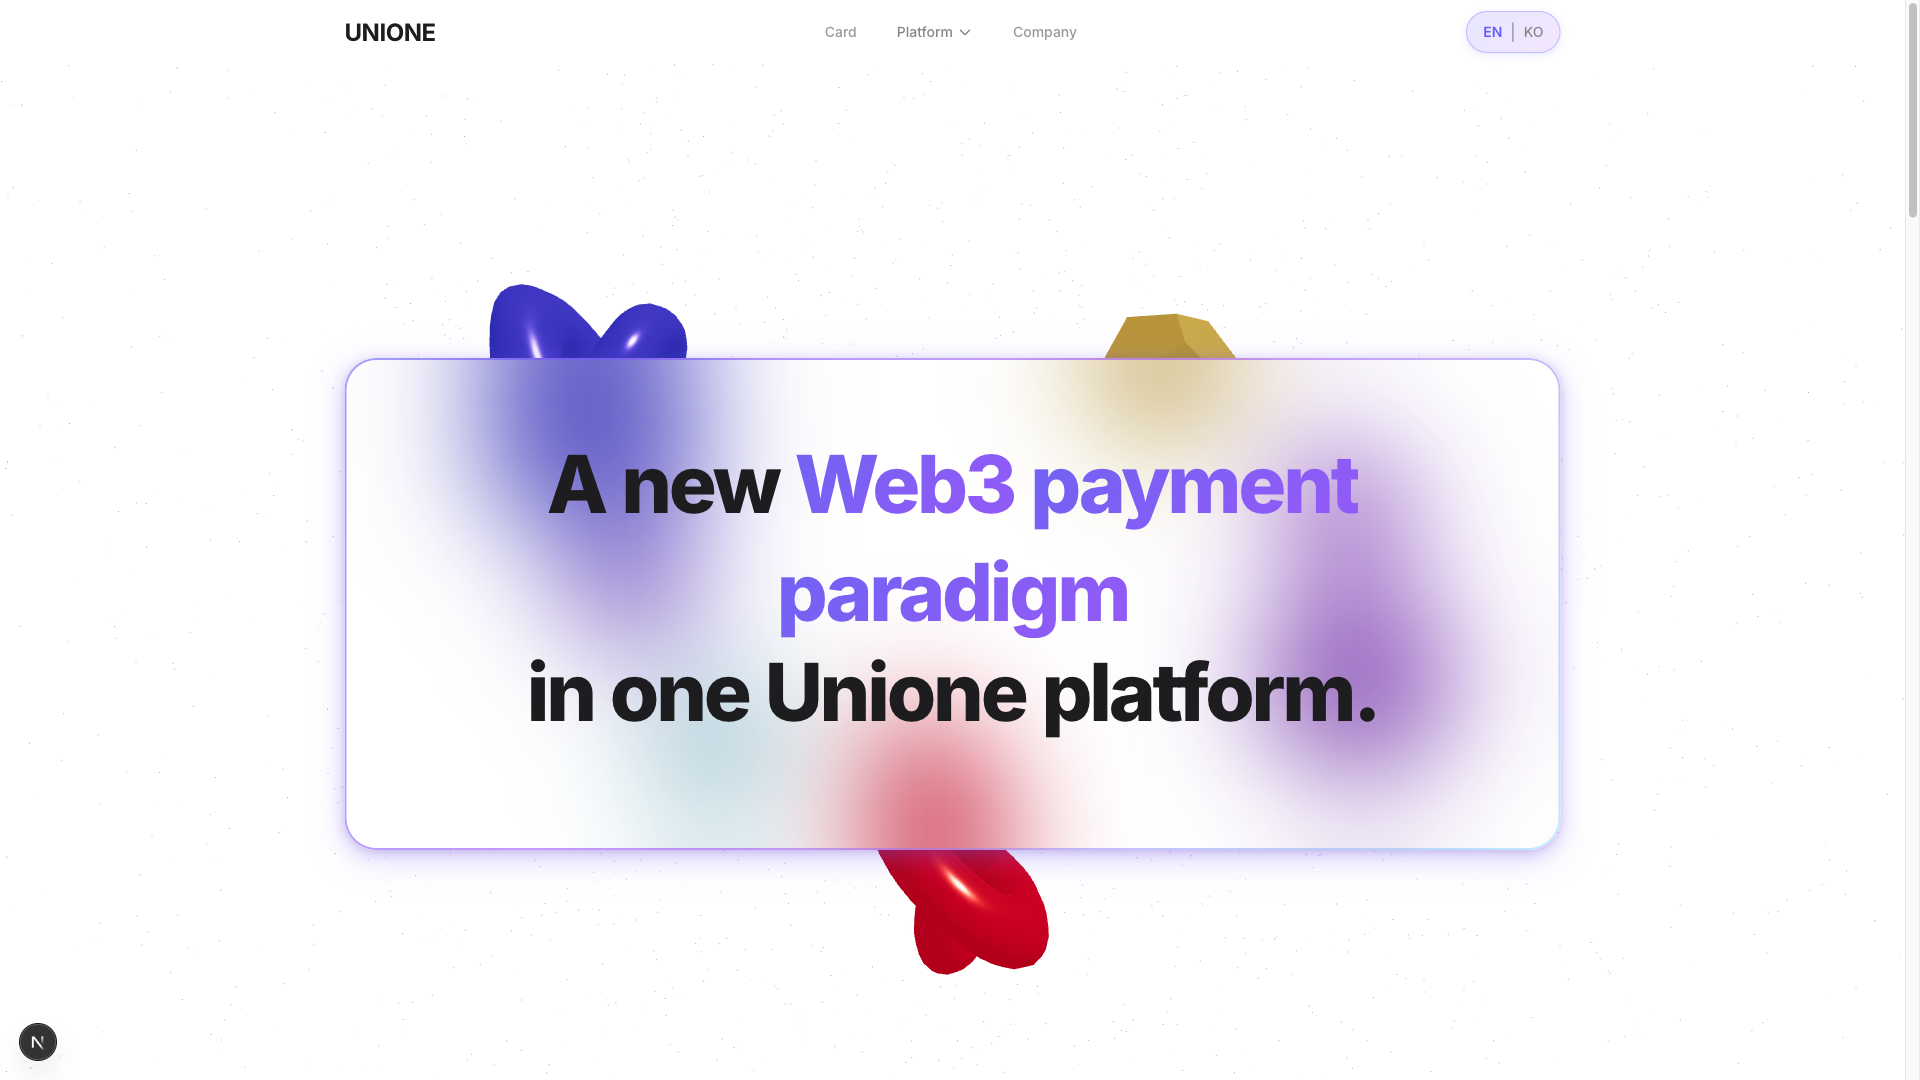 UNIONE
Card
Platform
Company
EN | KO
A new Web3 payment
paradigm
in one Unione platform.
N